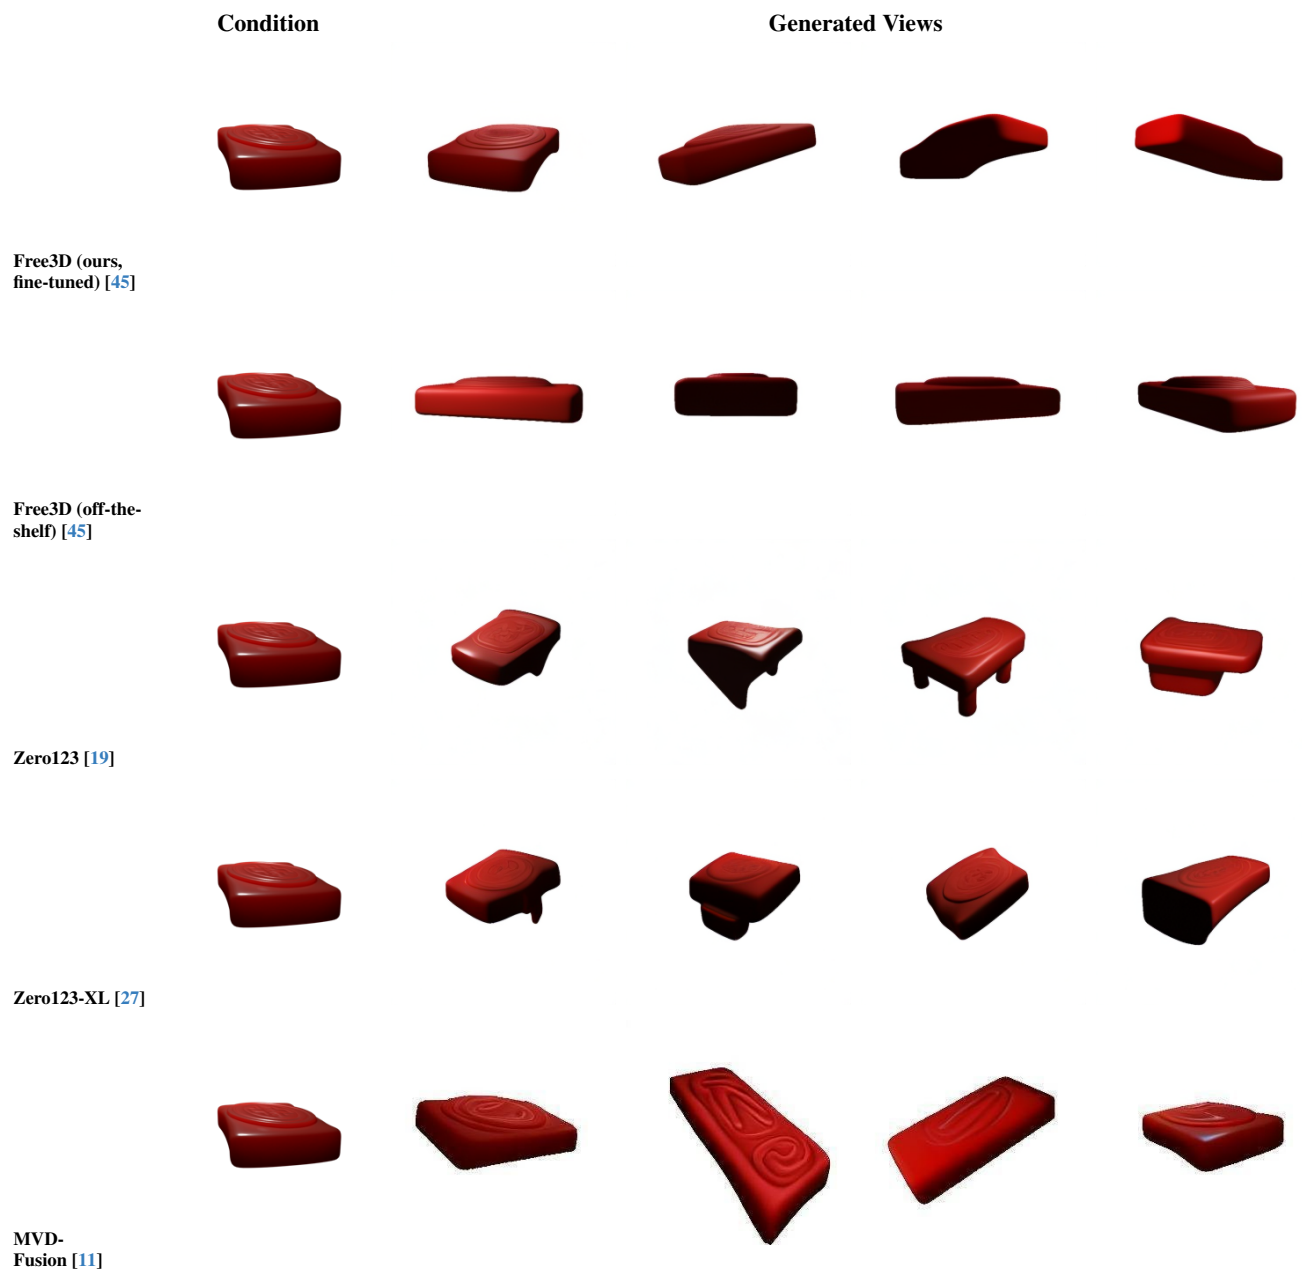 Condition
Generated Views
Free3D (ours,
fine-tuned) [45]
Free3D (off-the-
shelf) [45]
Zero123 [19]
Zero123-XL [27]
MVD-
Fusion [11]